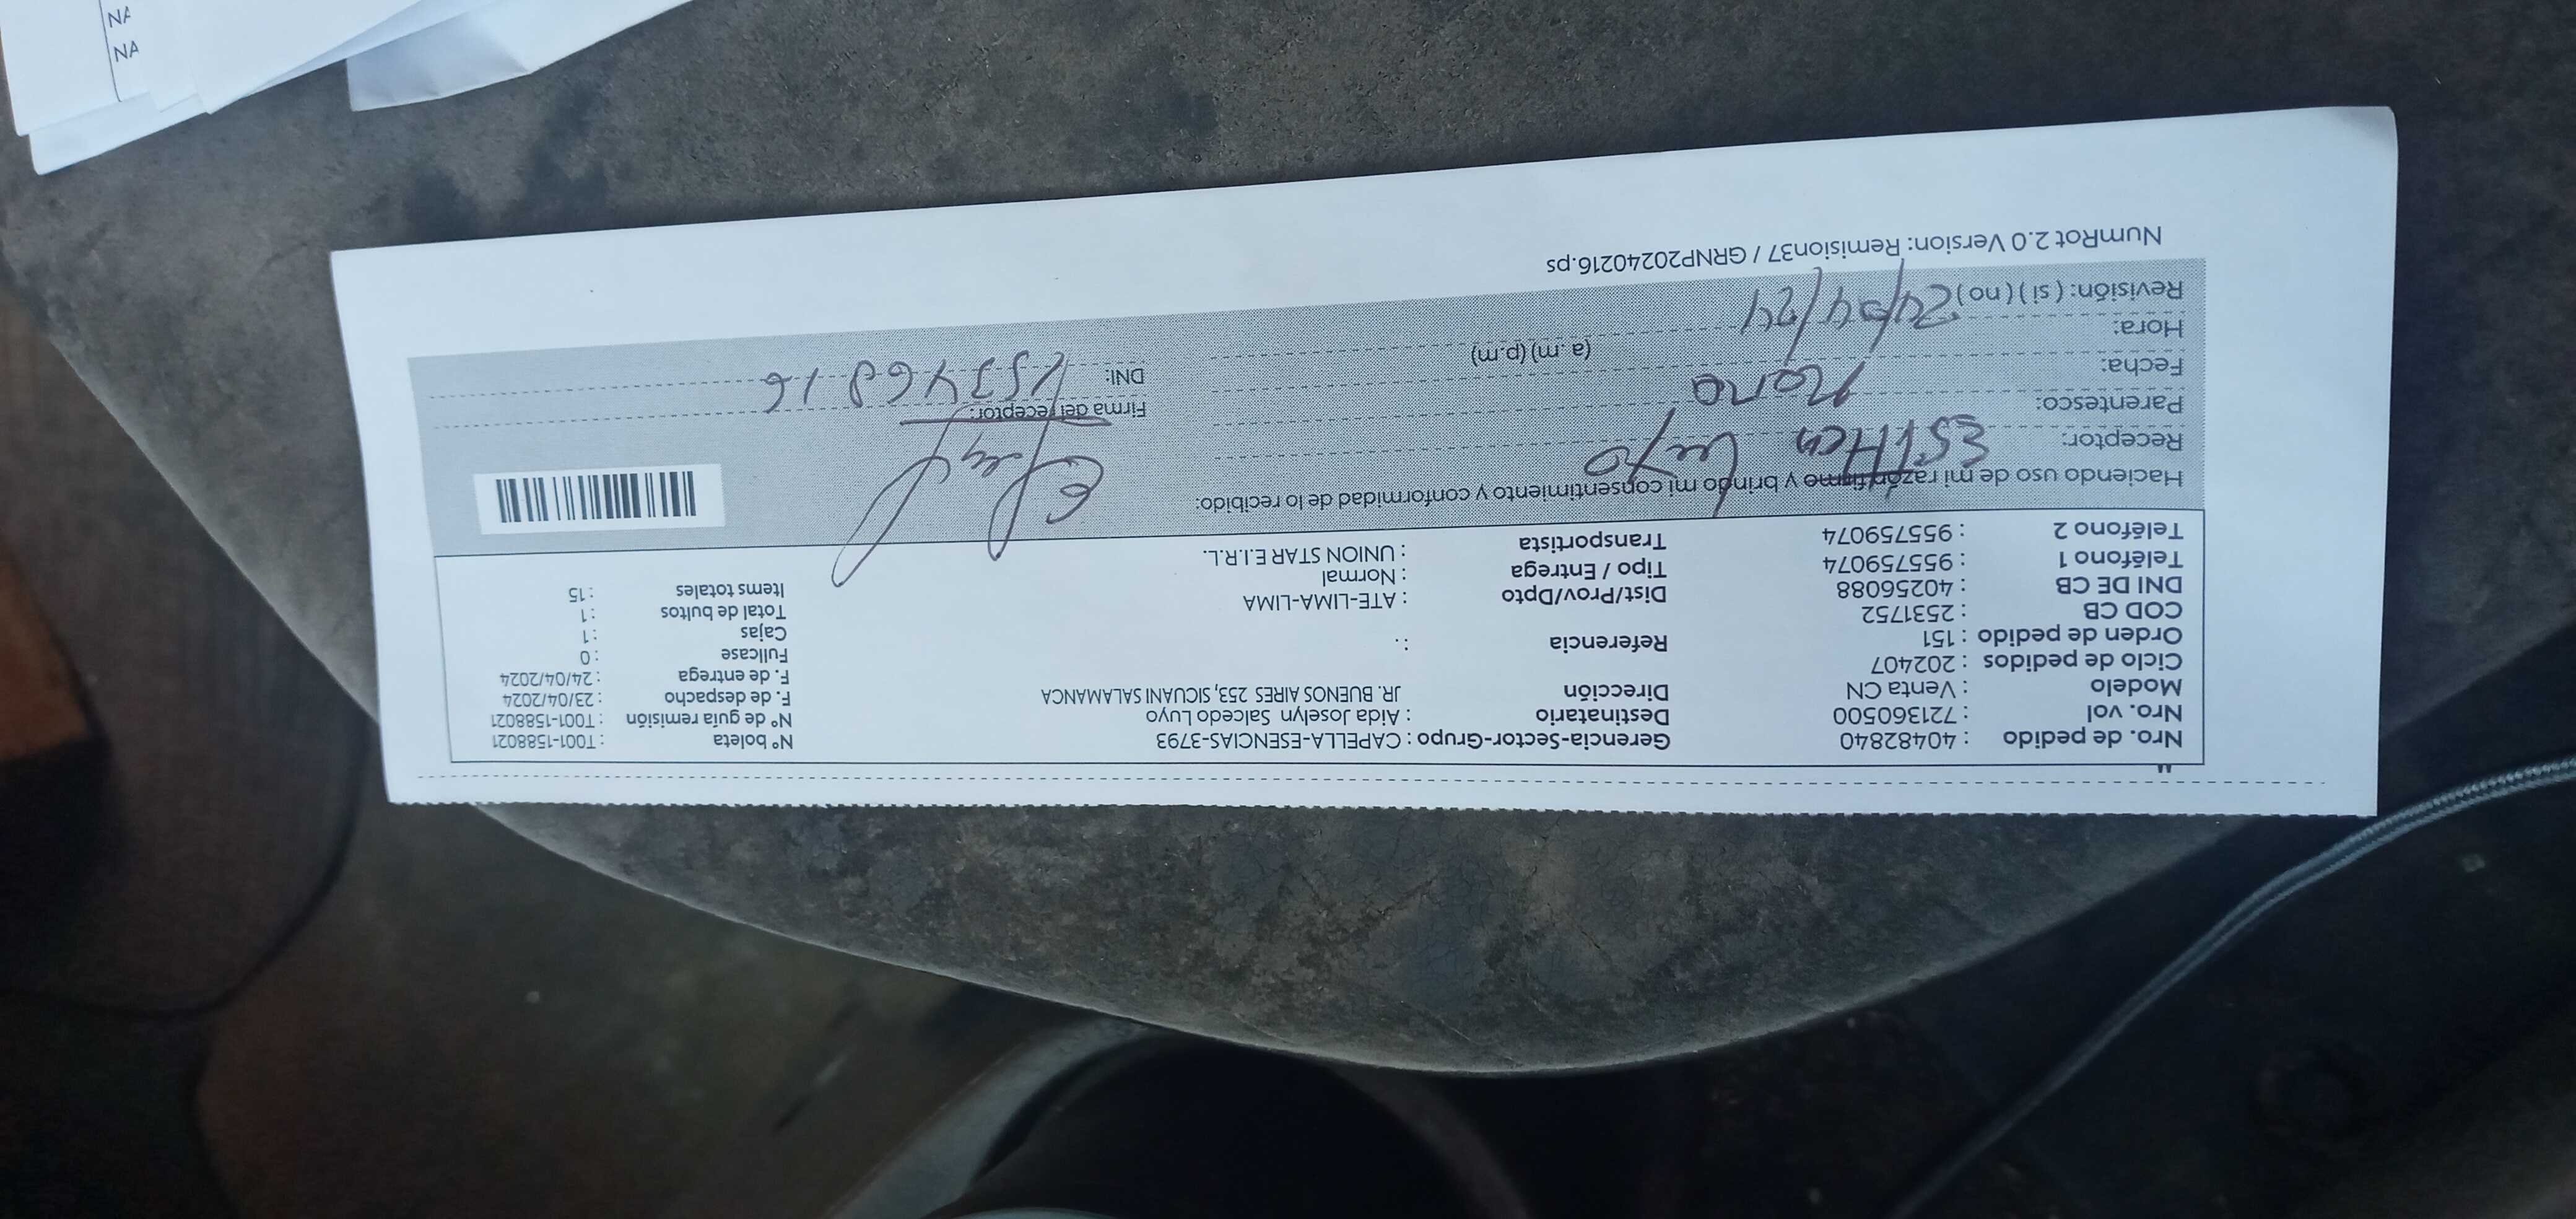 Nro. de pedido : 40482840 Gerencia-Sector-Grupo : CAPELLA-ESENCIAS-3793 N° boleta : T001-1588021
Nro. vol : 721360500 Destinatario : Aida Joselyn Salcedo Luyo N° de guía remisión : T001-1588021
Modelo : Venta CN Dirección JR. BUENOS AIRES 253, SICUANI SALAMANCA F. de despacho : 23/04/2024
Ciclo de pedidos : 202407 F. de entrega : 24/04/2024
Orden de pedido : 151 Referencia : . Fullcase : 0
COD CB : 2531752 Cajas : 1
DNI DE CB : 40256088 Dist/Prov/Dpto : ATE-LIMA-LIMA Total de bultos : 1
Teléfono 1 : 955759074 Tipo / Entrega : Normal Items totales : 15
Teléfono 2 : 955759074 Transportista : UNION STAR E.I.R.L.
Haciendo uso de mi razón firmo y brindo mi consentimiento y conformidad de lo recibido:
Receptor: ESTHER Luyo
Parentesco: Firma del receptor:
Fecha: DNI:
Hora: (a. m) (p.m)
Revisión: ( si ) ( no ) 24/04/24
NumRot 2.0 Version: Remision37 / GRNP20240216.ps
NA
NA